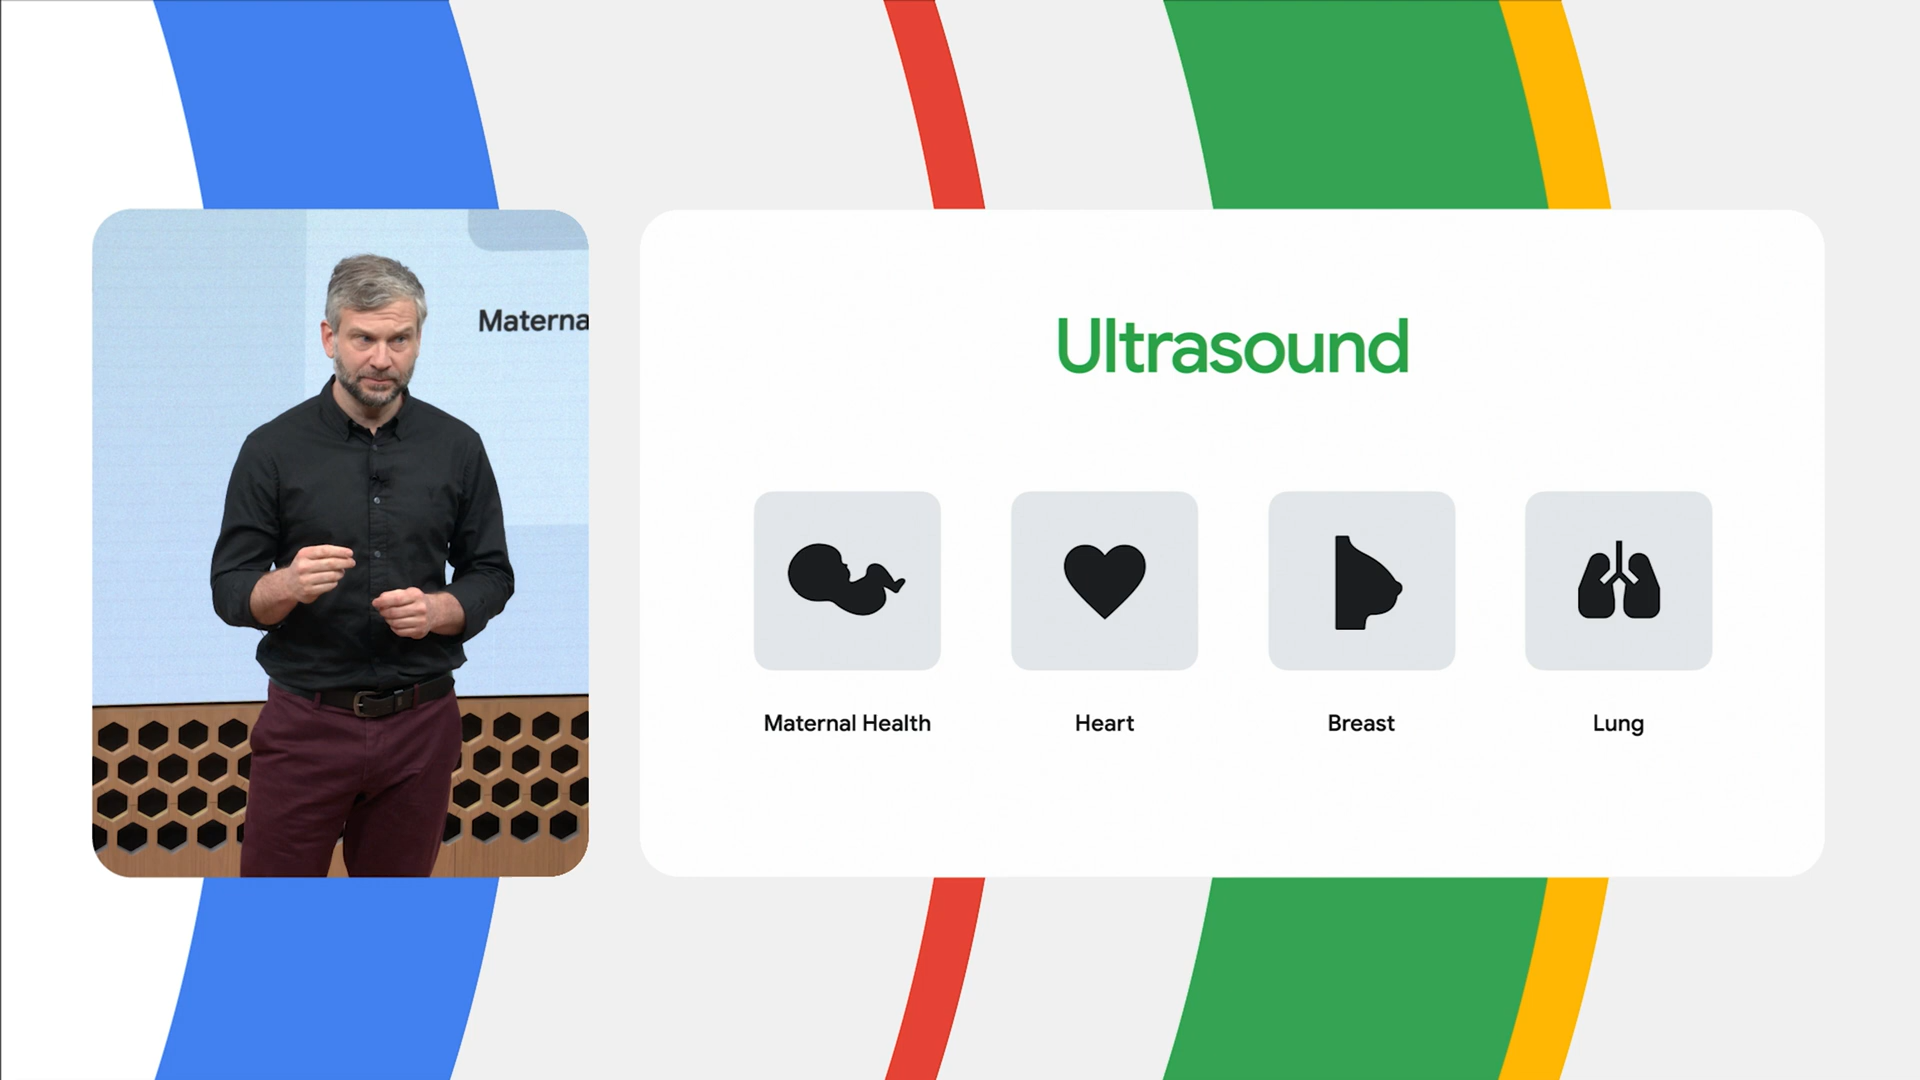 Materna
Ultrasound
Maternal Health
Heart
Breast
Lung